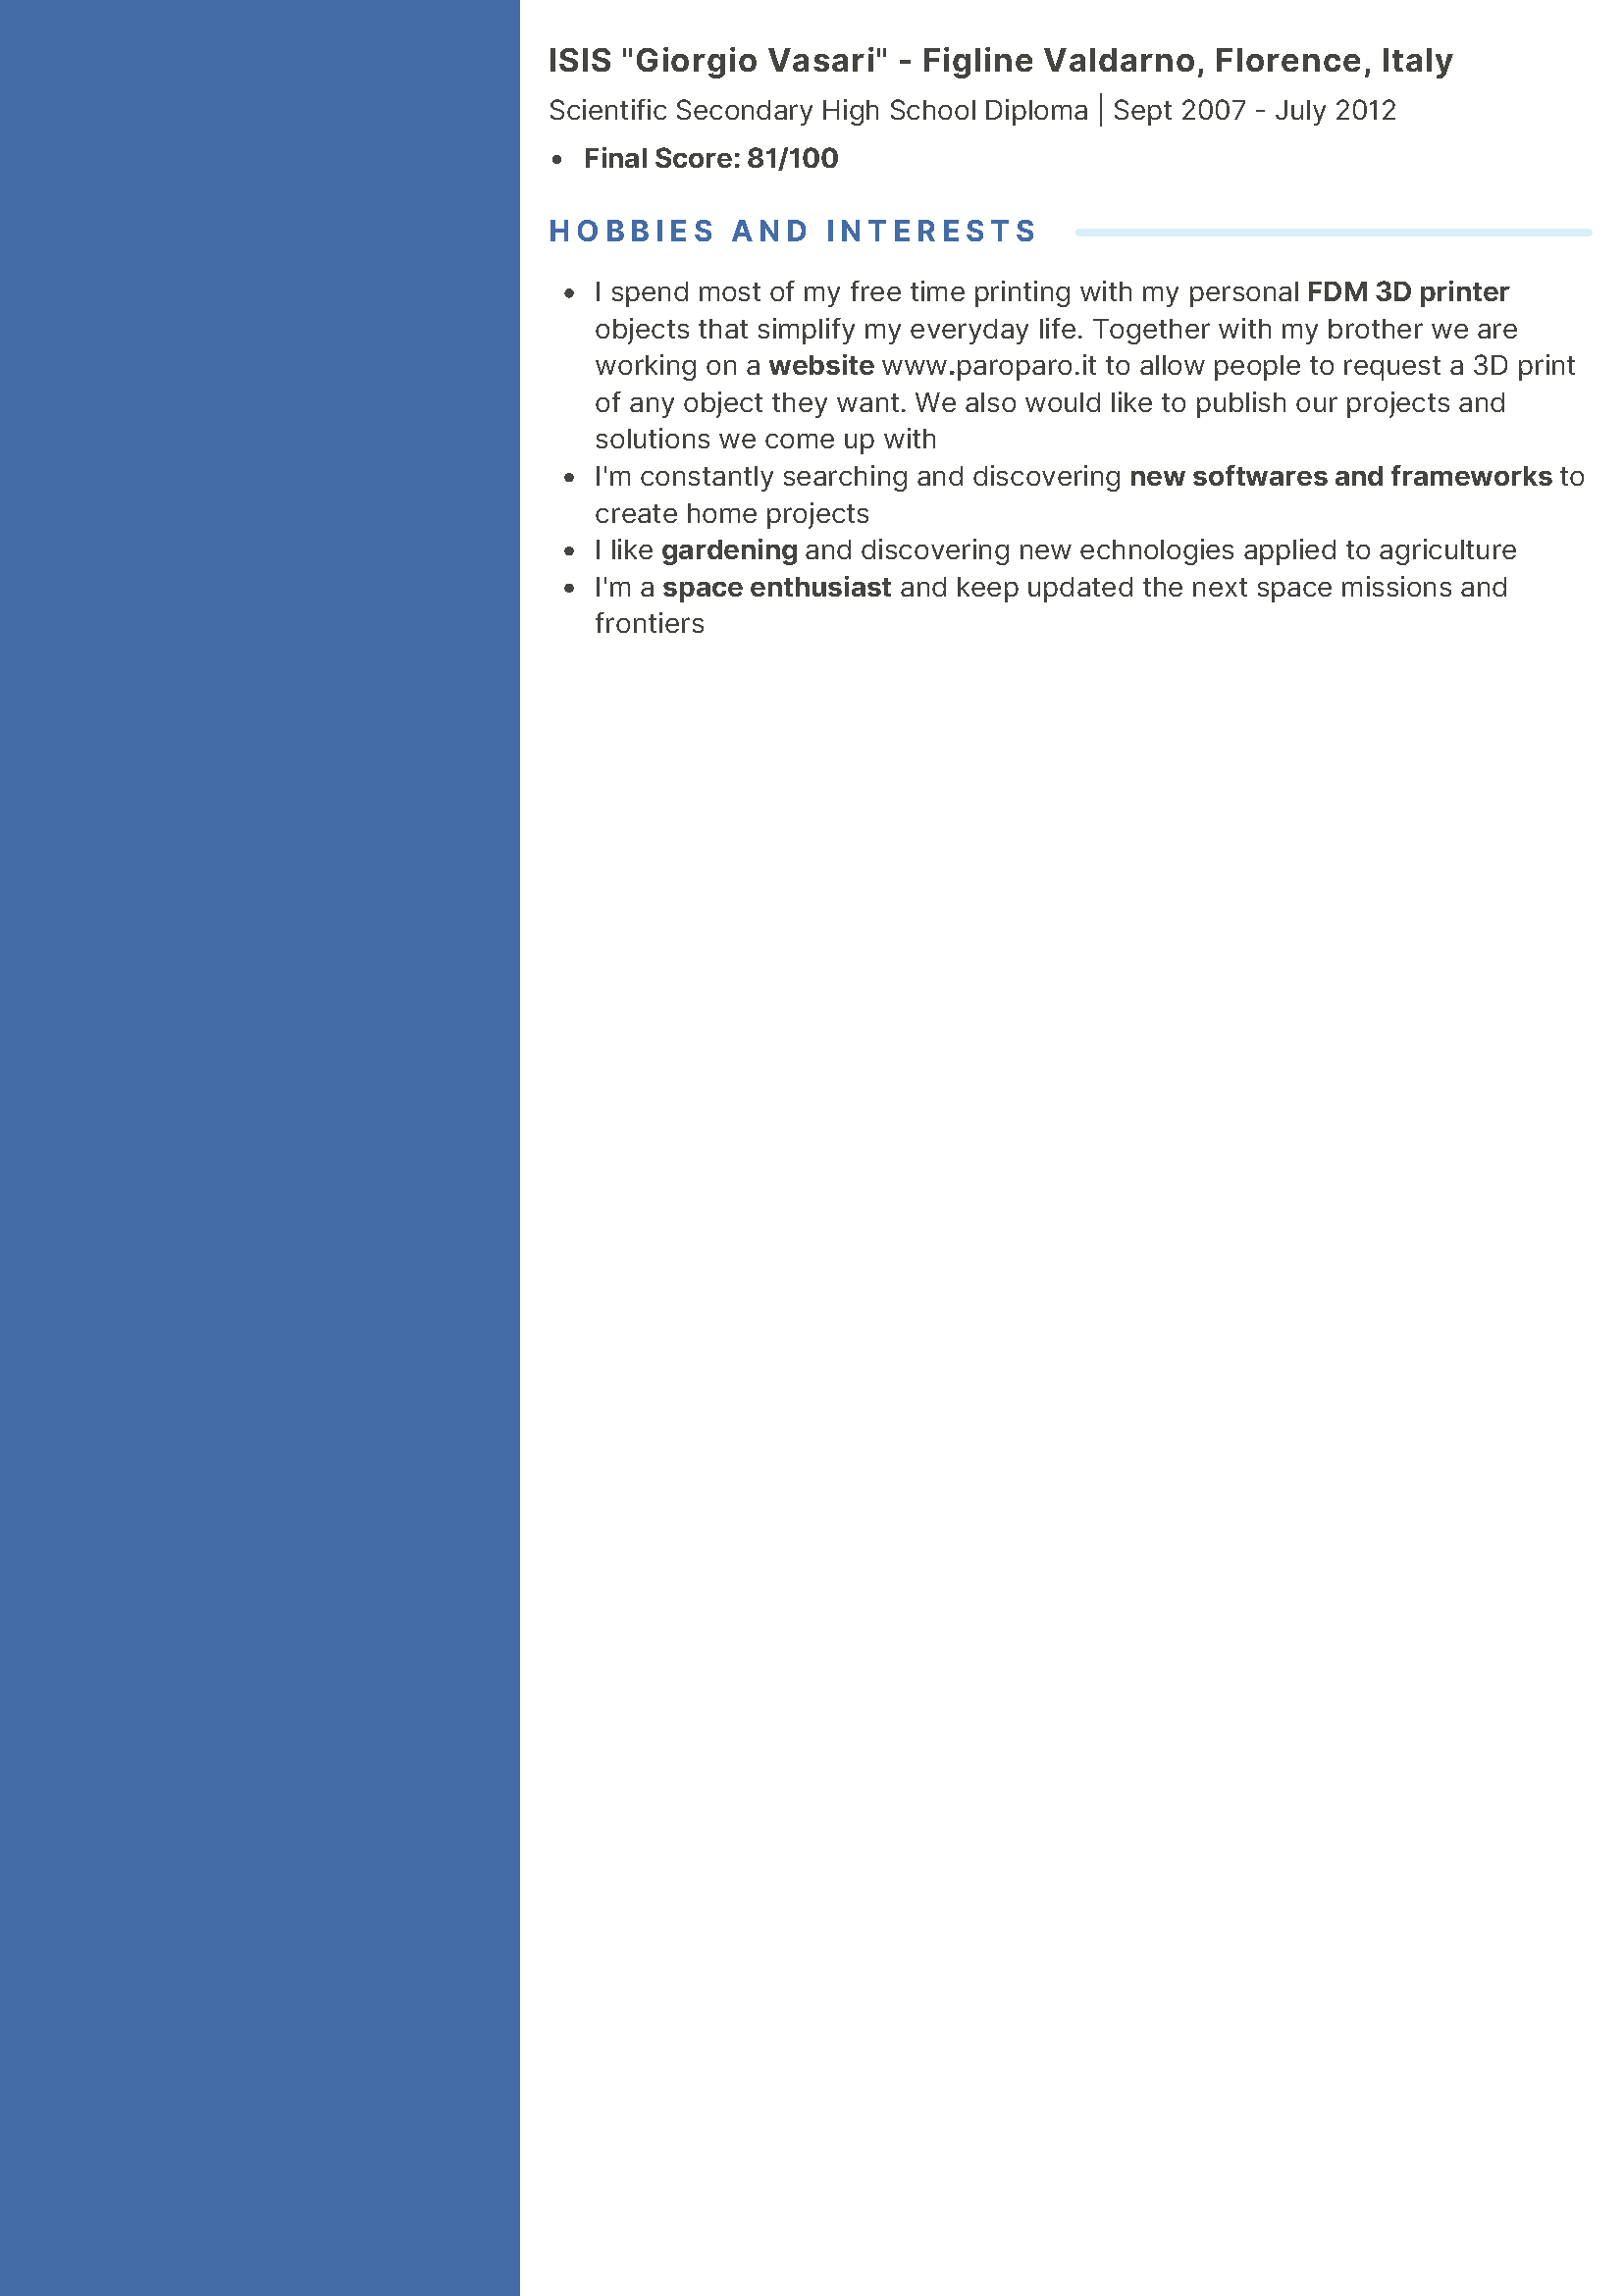 ISIS "Giorgio Vasari" - Figline Valdarno, Florence, Italy
Scientific Secondary High School Diploma | Sept 2007 - July 2012
• Final Score: 81/100
HOBBIES AND INTERESTS
• I spend most of my free time printing with my personal FDM 3D printer
objects that simplify my everyday life. Together with my brother we are
working on a website www.paroparo.it to allow people to request a 3D print
of any object they want. We also would like to publish our projects and
solutions we come up with
• I'm constantly searching and discovering new softwares and frameworks to
create home projects
• I like gardening and discovering new echnologies applied to agriculture
• I'm a space enthusiast and keep updated the next space missions and
frontiers